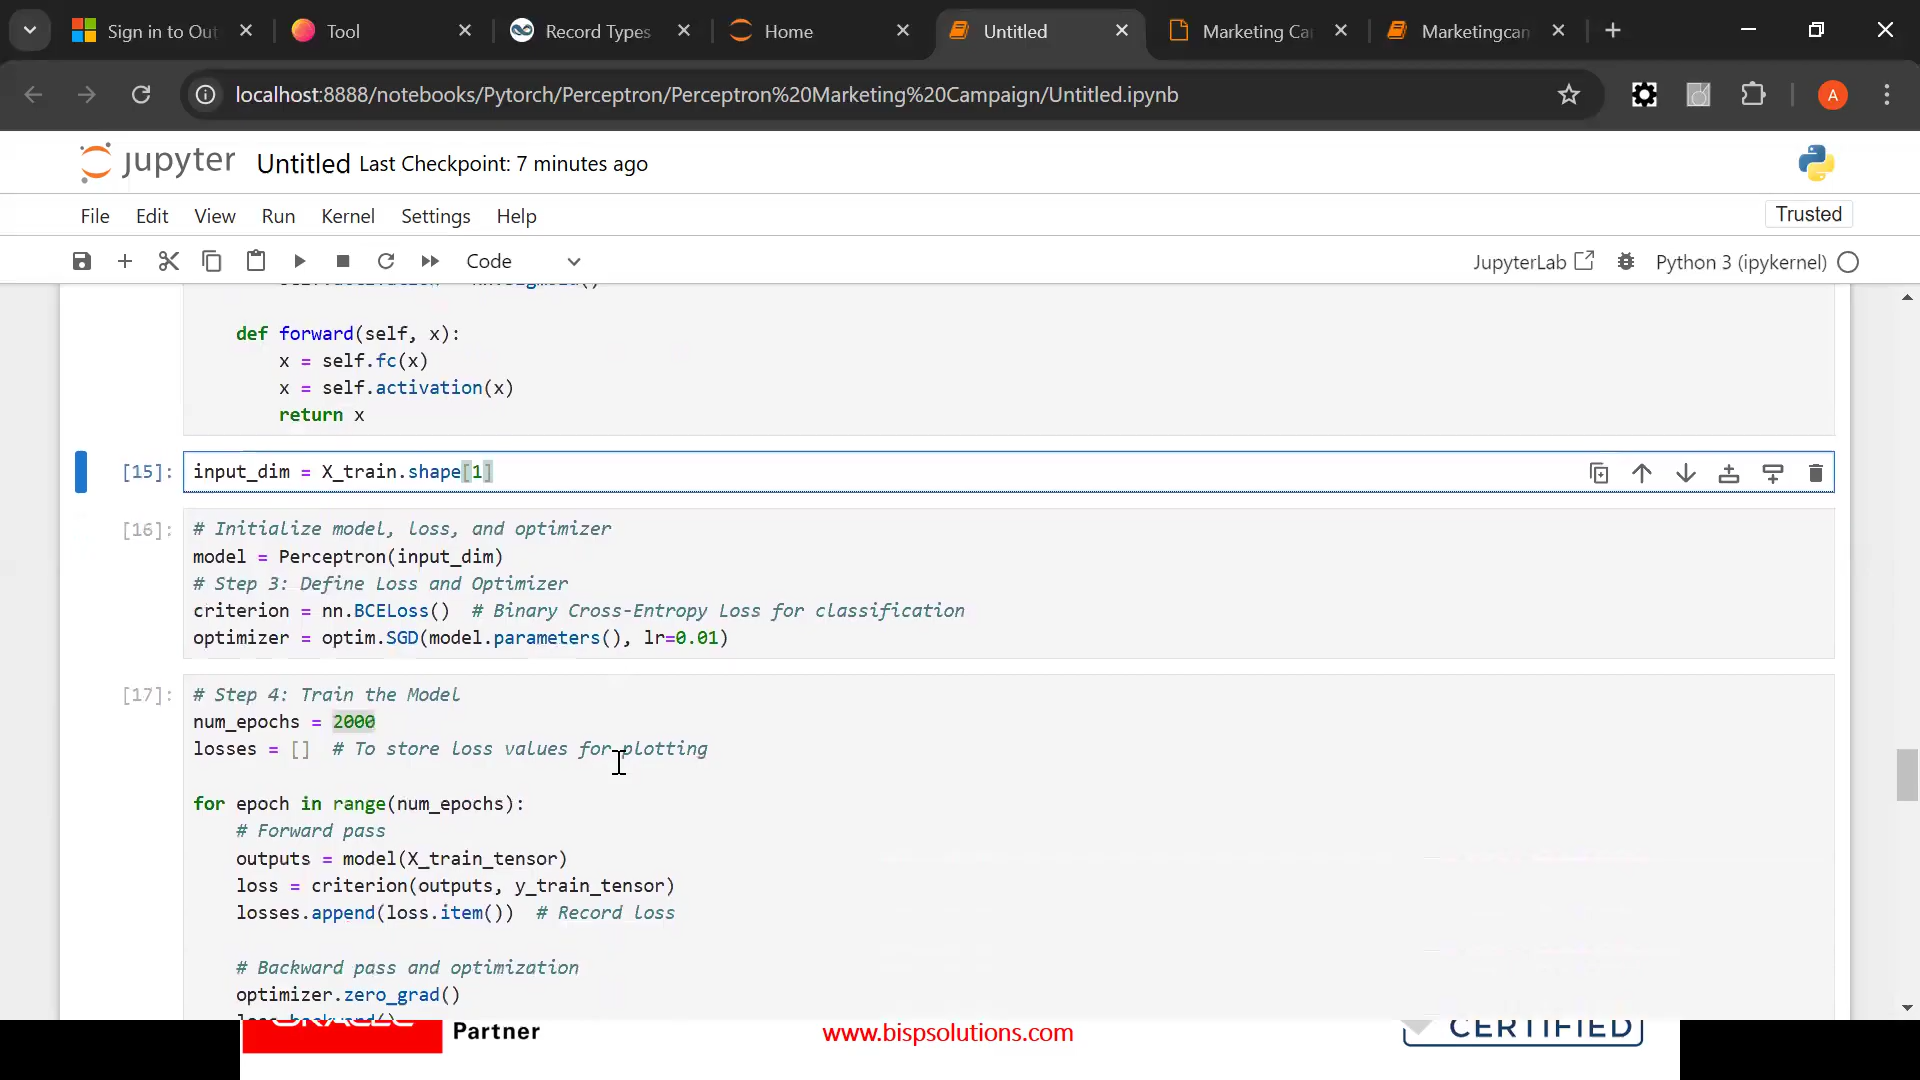 Sign in to Out
Tool
Record Types
Home
Untitled
Marketing Ca
Marketingcan
localhost:8888/notebooks/Pytorch/Perceptron/Perceptron%20Marketing%20Campaign/Untitled.ipynb
A
jupyter Untitled Last Checkpoint: 7 minutes ago
File Edit View Run Kernel Settings Help
Trusted
Code
JupyterLab
Python 3 (ipykernel)
def forward(self, x):
x = self.fc(x)
x = self.activation(x)
return x
[15]: input_dim = X_train.shape[1]
[16]: # Initialize model, loss, and optimizer
model = Perceptron(input_dim)
# Step 3: Define Loss and Optimizer
criterion = nn.BCELoss() # Binary Cross-Entropy Loss for classification
optimizer = optim.SGD(model.parameters(), lr=0.01)
[17]: # Step 4: Train the Model
num_epochs = 2000
losses = [] # To store loss values for plotting
for epoch in range(num_epochs):
# Forward pass
outputs = model(X_train_tensor)
loss = criterion(outputs, y_train_tensor)
losses.append(loss.item()) # Record loss
# Backward pass and optimization
optimizer.zero_grad()
Partner
www.bispsolutions.com
CERTIFIED